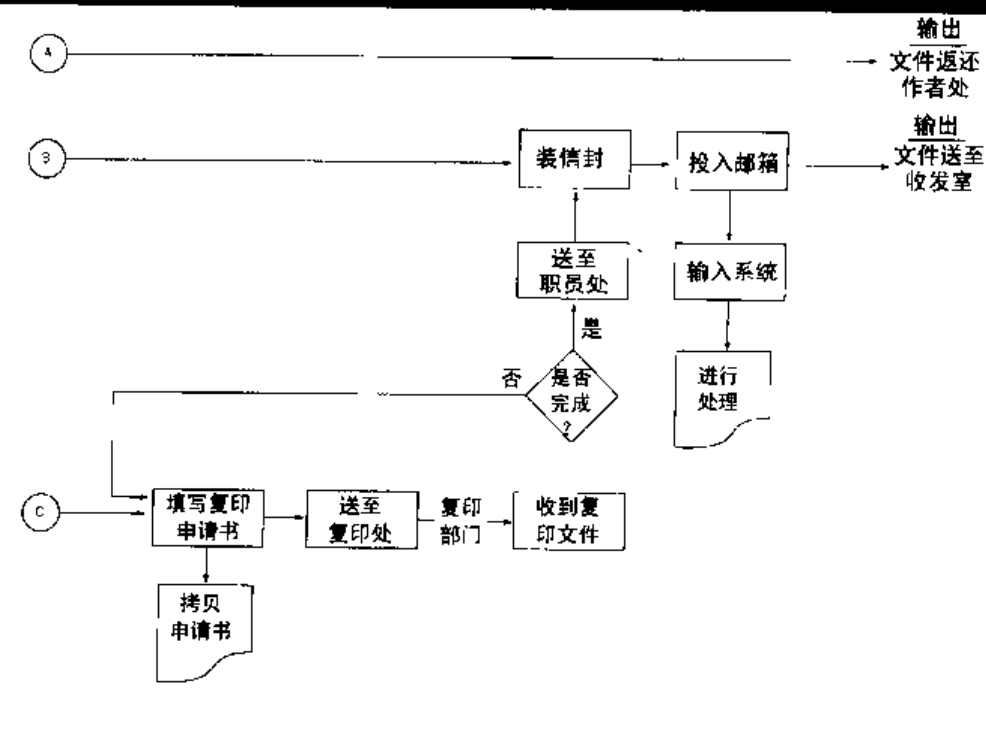 A
输出
文件返还
作者处
B
装信封
投入邮箱
输出
文件送至
收发室
送至
职员处
输入系统
是
否
是否
完成
?
进行
处理
C
填写复印
申请书
送至
复印处
复印
部门
收到复
印文件
拷贝
申请书